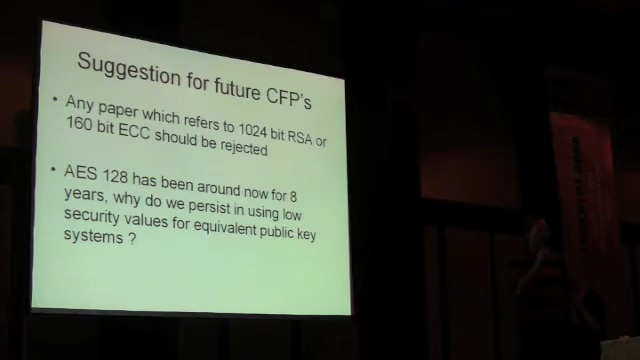 Suggestion for future CFP's
• Any paper which refers to 1024 bit RSA or
160 bit ECC should be rejected
• AES 128 has been around now for 8
years, why do we persist in using low
security values for equivalent public key
systems ?